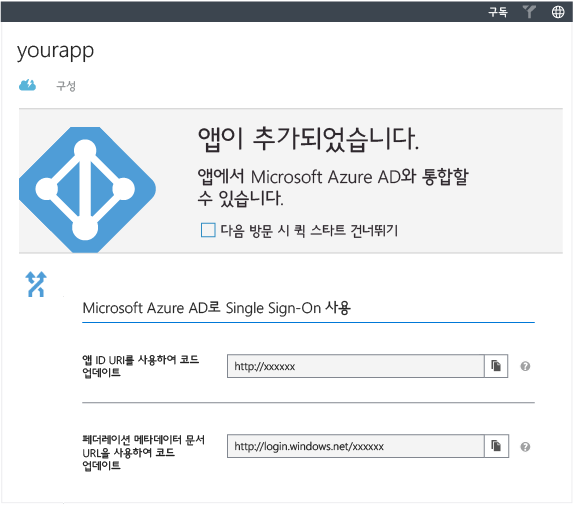 구독
yourapp
구성
앱이 추가되었습니다.
앱에서 Microsoft Azure AD와 통합할
수 있습니다.
다음 방문 시 퀵 스타트 건너뛰기
Microsoft Azure AD로 Single Sign-On 사용
앱 ID URI를 사용하여 코드
업데이트
http://xxxxxx
페더레이션 메타데이터 문서
URL을 사용하여 코드
업데이트
http://login.windows.net/xxxxxx